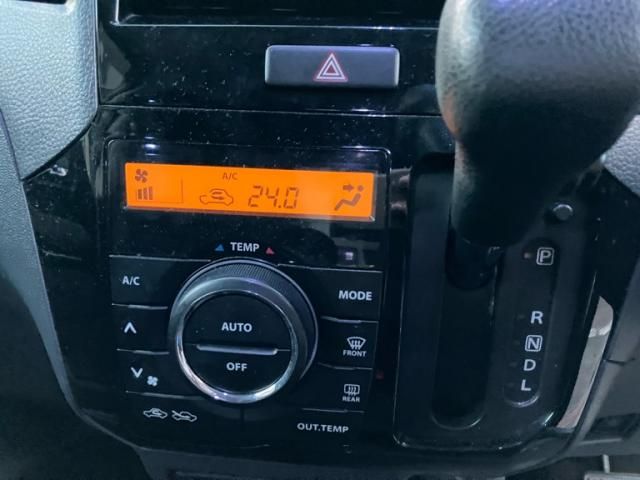 A/C
24.0
TEMP
A/C
MODE
AUTO
OFF
FRONT
REAR
OUT.TEMP
P
R
N
D
L